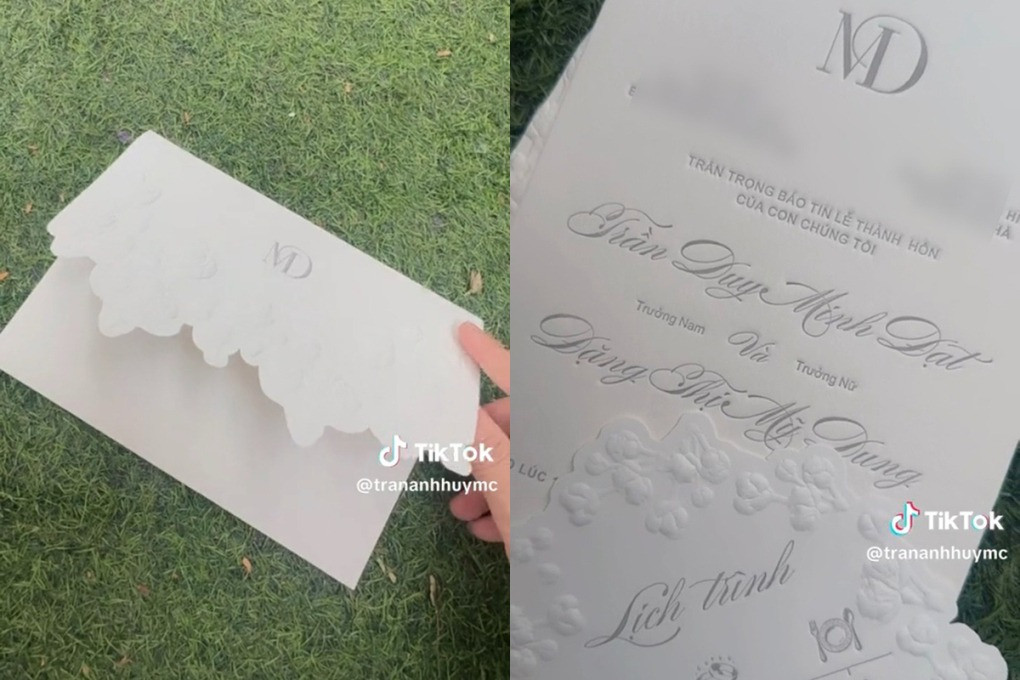 MD
TikTok
@trananhhuymc
MD
TRÂN TRỌNG BÁO TIN LỄ THÀNH HÔN
CỦA CON CHÚNG TÔI
Trần Duy Minh Đạt
Trưởng Nam Và Trưởng Nữ
Đặng Thị Mỹ Dung
LÚC
Lịch trình
TikTok
@trananhhuymc